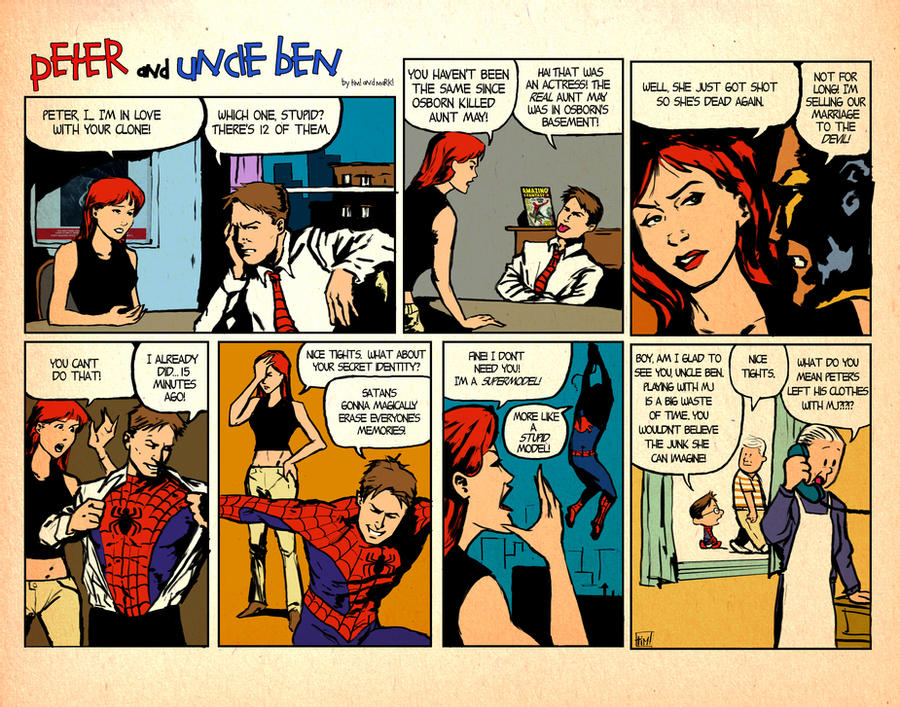 PETER and UNCLE BEN
by tim! and mark!
PETER I... I'M IN LOVE
WITH YOUR CLONE!
WHICH ONE, STUPID?
THERE'S 12 OF THEM.
YOU HAVEN'T BEEN
THE SAME SINCE
OSBORN KILLED
AUNT MAY!
HA! THAT WAS
AN ACTRESS! THE
REAL AUNT MAY
WAS IN OSBORN'S
BASEMENT!
AMAZING
FANTASY
WELL, SHE JUST GOT SHOT
SO SHE'S DEAD AGAIN.
NOT FOR
LONG! I'M
SELLING OUR
MARRIAGE
TO THE
DEVIL!
YOU CAN'T
DO THAT!
I ALREADY
DID... 15
MINUTES
AGO!
NICE TIGHTS. WHAT ABOUT
YOUR SECRET IDENTITY?
SATAN'S
GONNA MAGICALLY
ERASE EVERYONE'S
MEMORIES!
FINE! I DON'T
NEED YOU!
I'M A SUPERMODEL!
MORE LIKE
A
STUPID
MODEL!
BOY, AM I GLAD TO
SEE YOU, UNCLE BEN.
PLAYING WITH MJ
IS A BIG WASTE
OF TIME. YOU
WOULDN'T BELIEVE
THE JUNK SHE
CAN IMAGINE!
NICE
TIGHTS.
WHAT DO YOU
MEAN PETER'S
LEFT HIS CLOTHES
WITH MJ???
TIM!